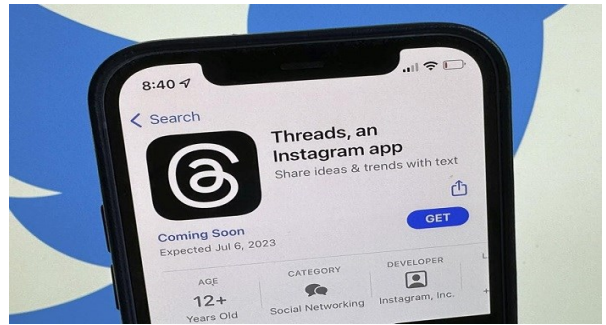 8:40
Search
Threads, an
Instagram app
Share ideas & trends with text
GET
Coming Soon
Expected Jul 6, 2023
AGE
12+
Years Old
CATEGORY
Social Networking
DEVELOPER
Instagram, Inc.
L
+